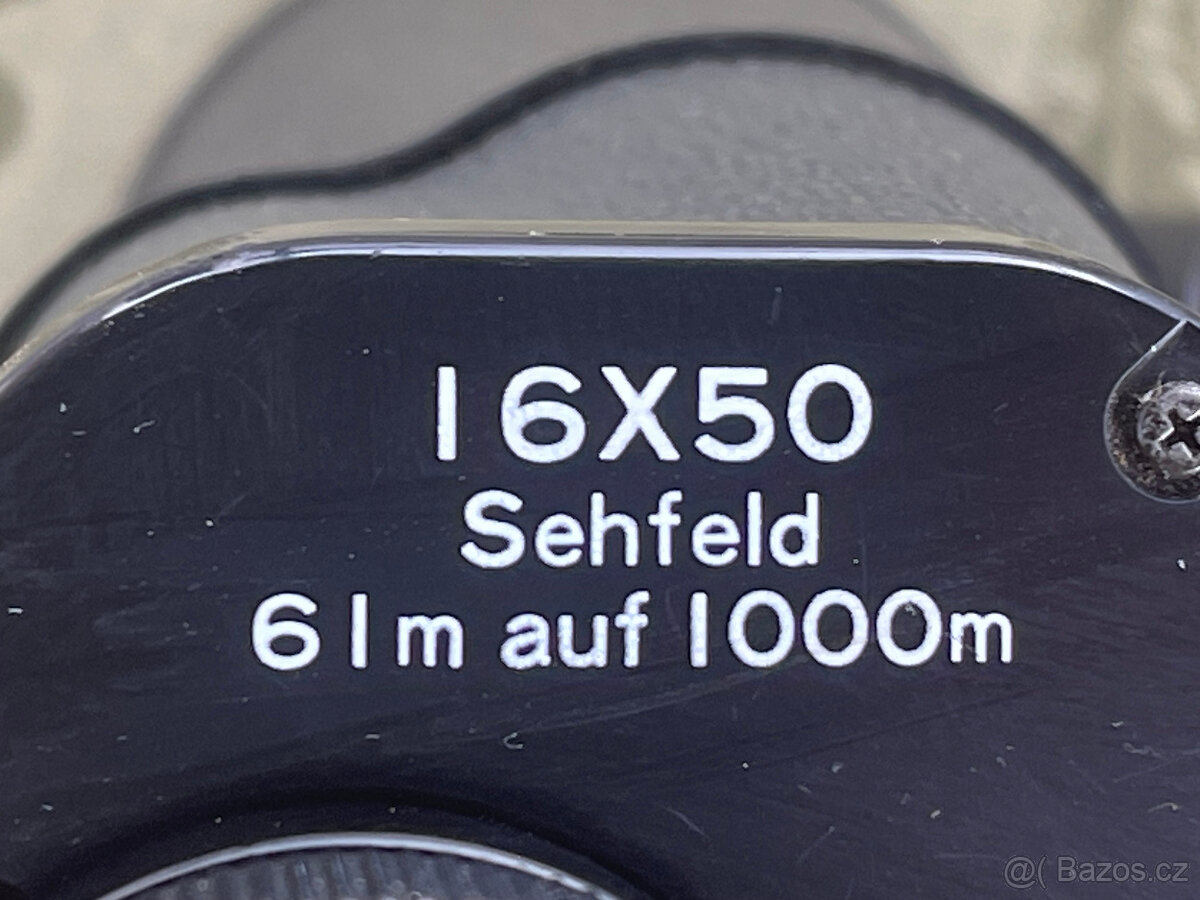 16X50
Sehfeld
61m auf 1000m
@( Bazos.cz